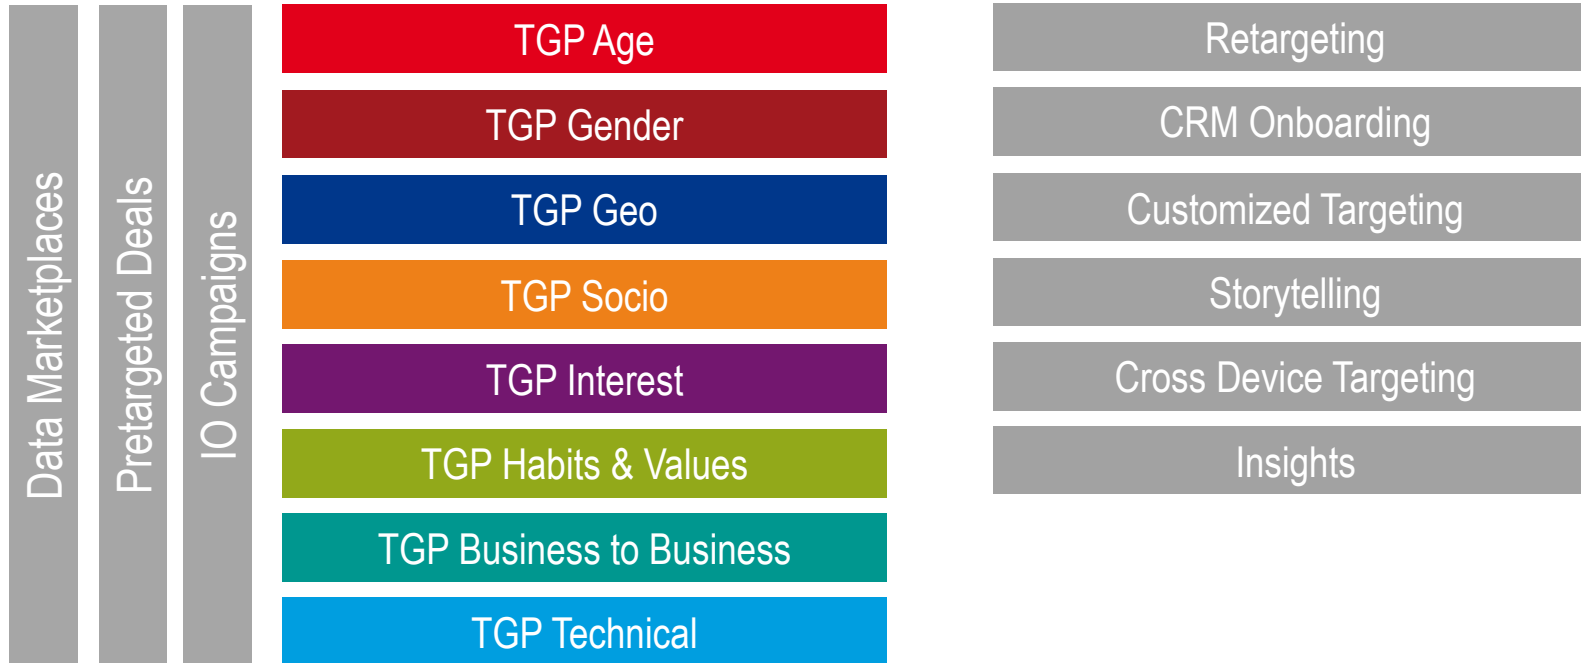 Data Marketplaces
Pretargeted Deals
IO Campaigns
TGP Age
TGP Gender
TGP Geo
TGP Socio
TGP Interest
TGP Habits & Values
TGP Business to Business
TGP Technical
Retargeting
CRM Onboarding
Customized Targeting
Storytelling
Cross Device Targeting
Insights